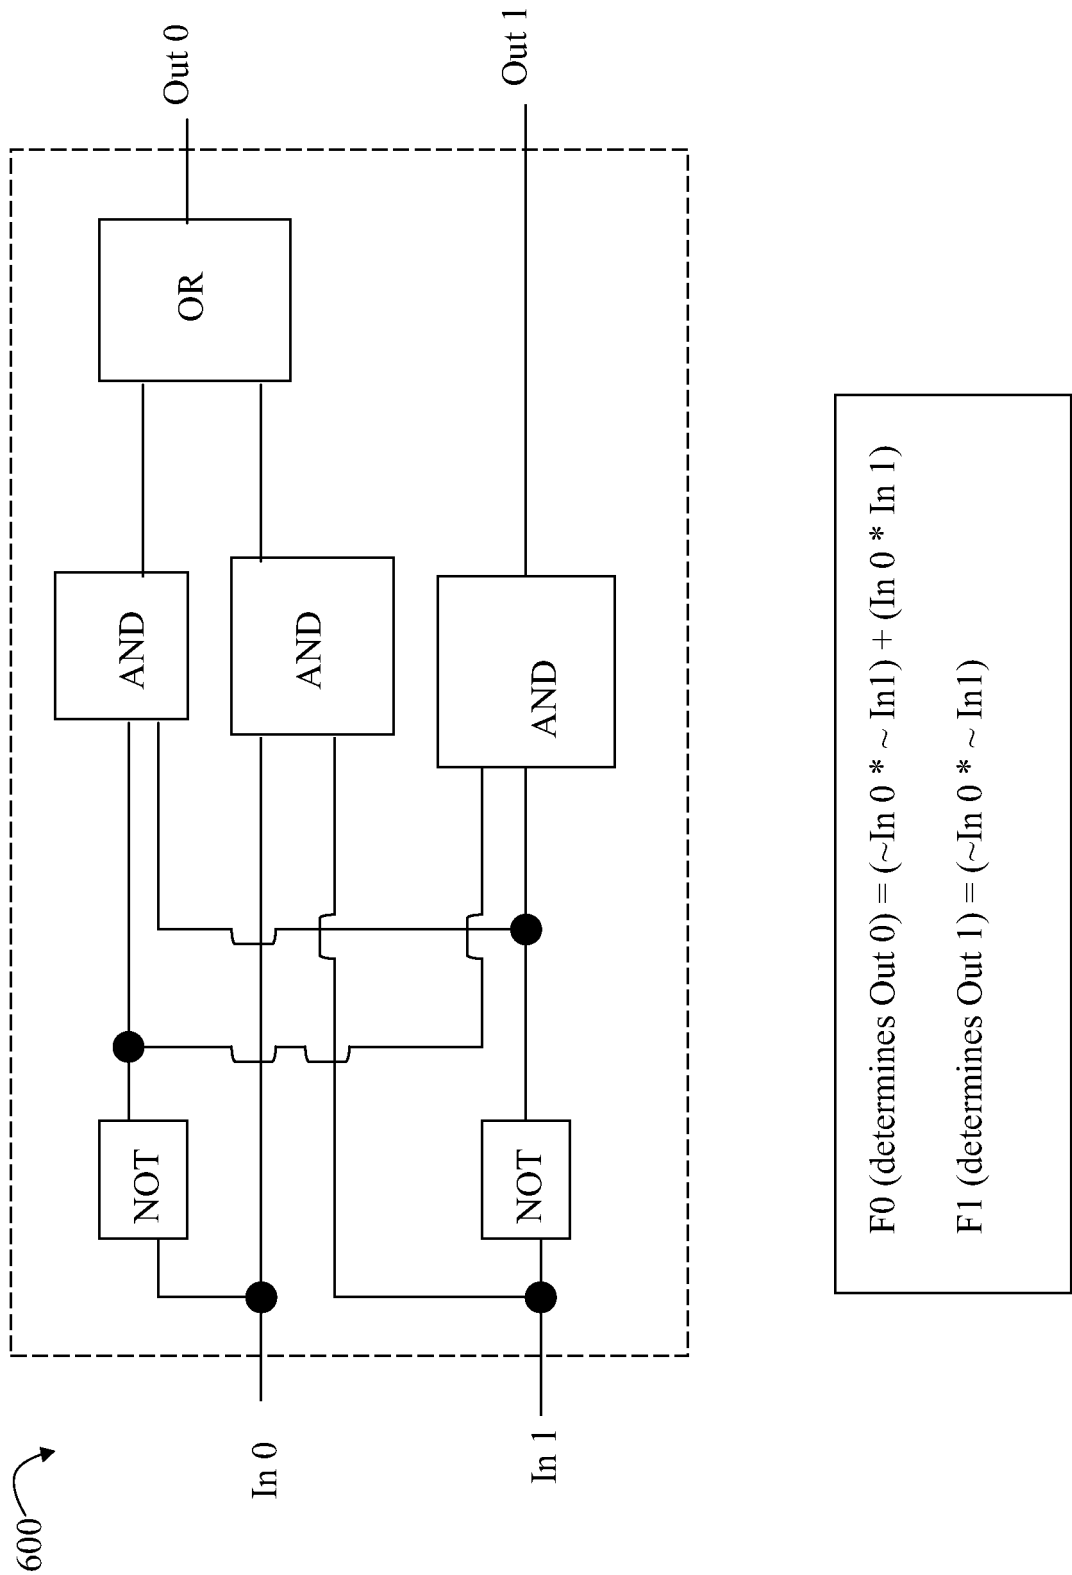 600
In 0
In 1
NOT
NOT
AND
AND
AND
OR
Out 0
Out 1
F0 (determines Out 0) = (~In 0 * ~ In1) + (In 0 * In 1)
F1 (determines Out 1) = (~In 0 * ~ In1)